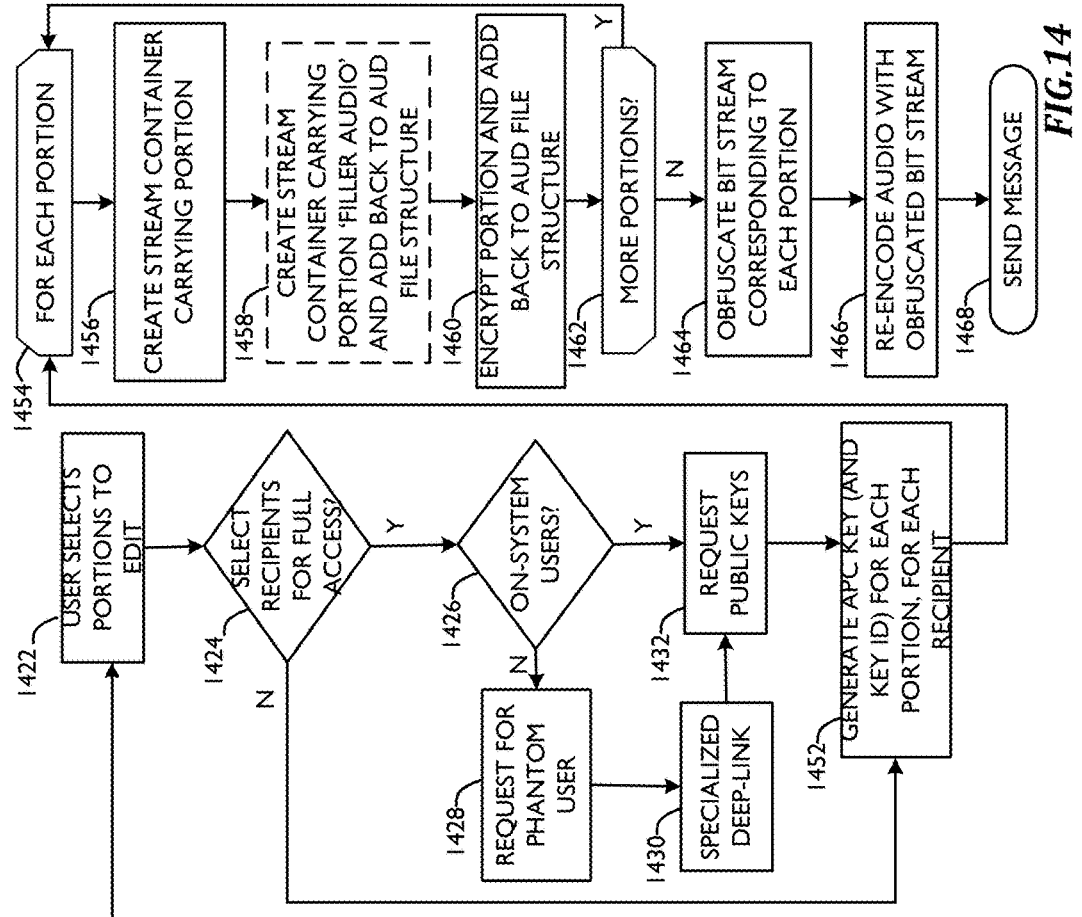 1422
USER SELECTS
PORTIONS TO
EDIT
1424
SELECT
RECIPIENTS
FOR FULL
ACCESS?
N
Y
1426
ON-SYSTEM
USERS?
N
Y
1428
REQUEST FOR
PHANTOM
USER
1430
SPECIALIZED
DEEP-LINK
1432
REQUEST
PUBLIC KEYS
1452
GENERATE APC KEY (AND
KEY ID) FOR EACH
PORTION, FOR EACH
RECIPIENT
1454
FOR EACH PORTION
1456
CREATE STREAM CONTAINER
CARRYING PORTION
1458
CREATE
STREAM
CONTAINER CARRYING
PORTION 'FILLER AUDIO'
AND ADD BACK TO AUD
FILE STRUCTURE
1460
ENCRYPT PORTION AND ADD
BACK TO AUD FILE
STRUCTURE
1462
MORE PORTIONS?
Y
N
1464
OBFUSCATE BIT STREAM
CORRESPONDING TO
EACH PORTION
1466
RE-ENCODE AUDIO WITH
OBFUSCATED BIT STREAM
1468
SEND MESSAGE
FIG.14